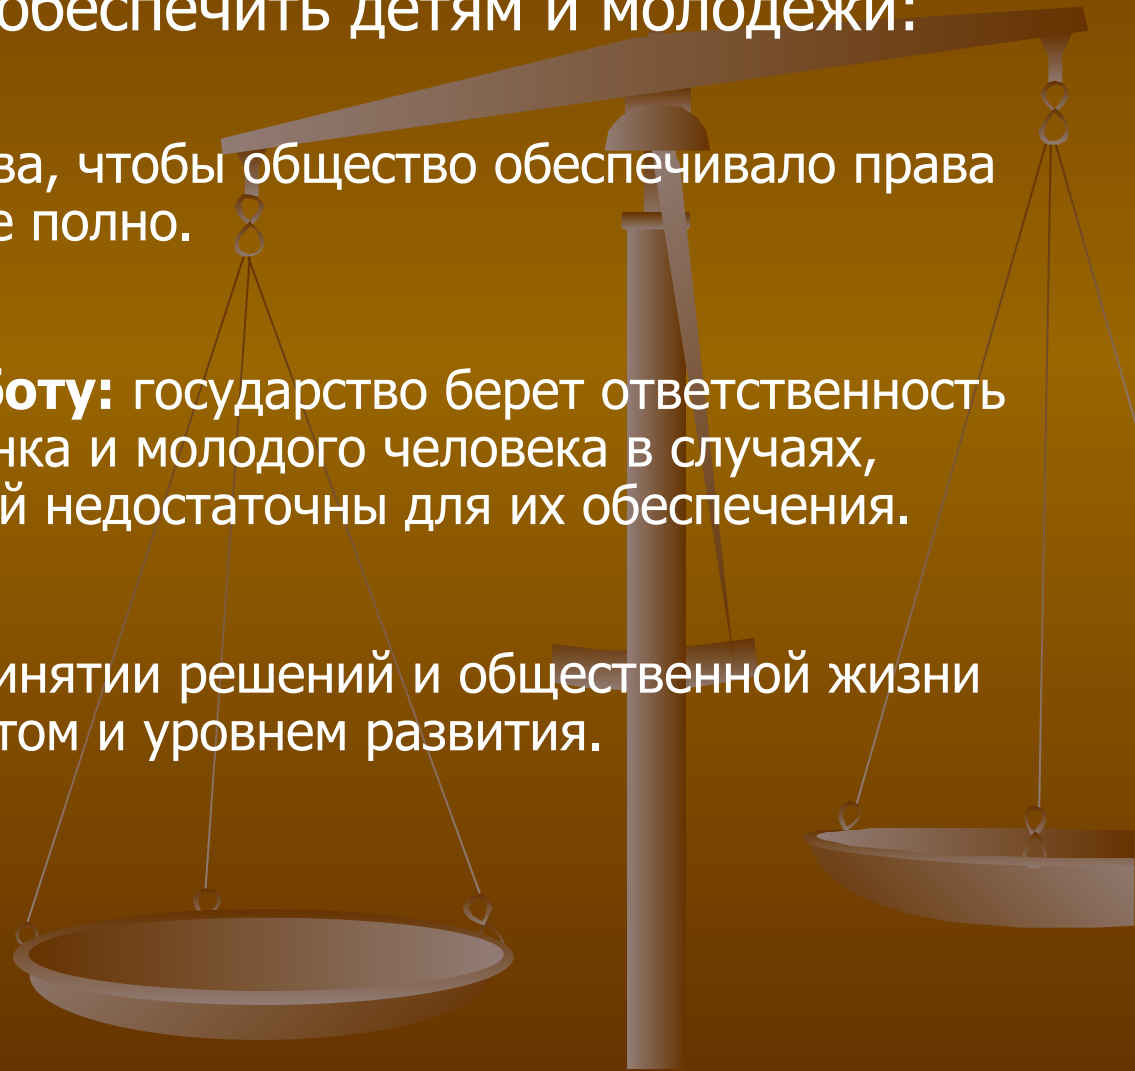 обеспечить детям и молодежи:
ва, чтобы общество обеспечивало права
е полно.
боту: государство берет ответственность
нка и молодого человека в случаях,
й недостаточны для их обеспечения.
инятии решений и общественной жизни
том и уровнем развития.